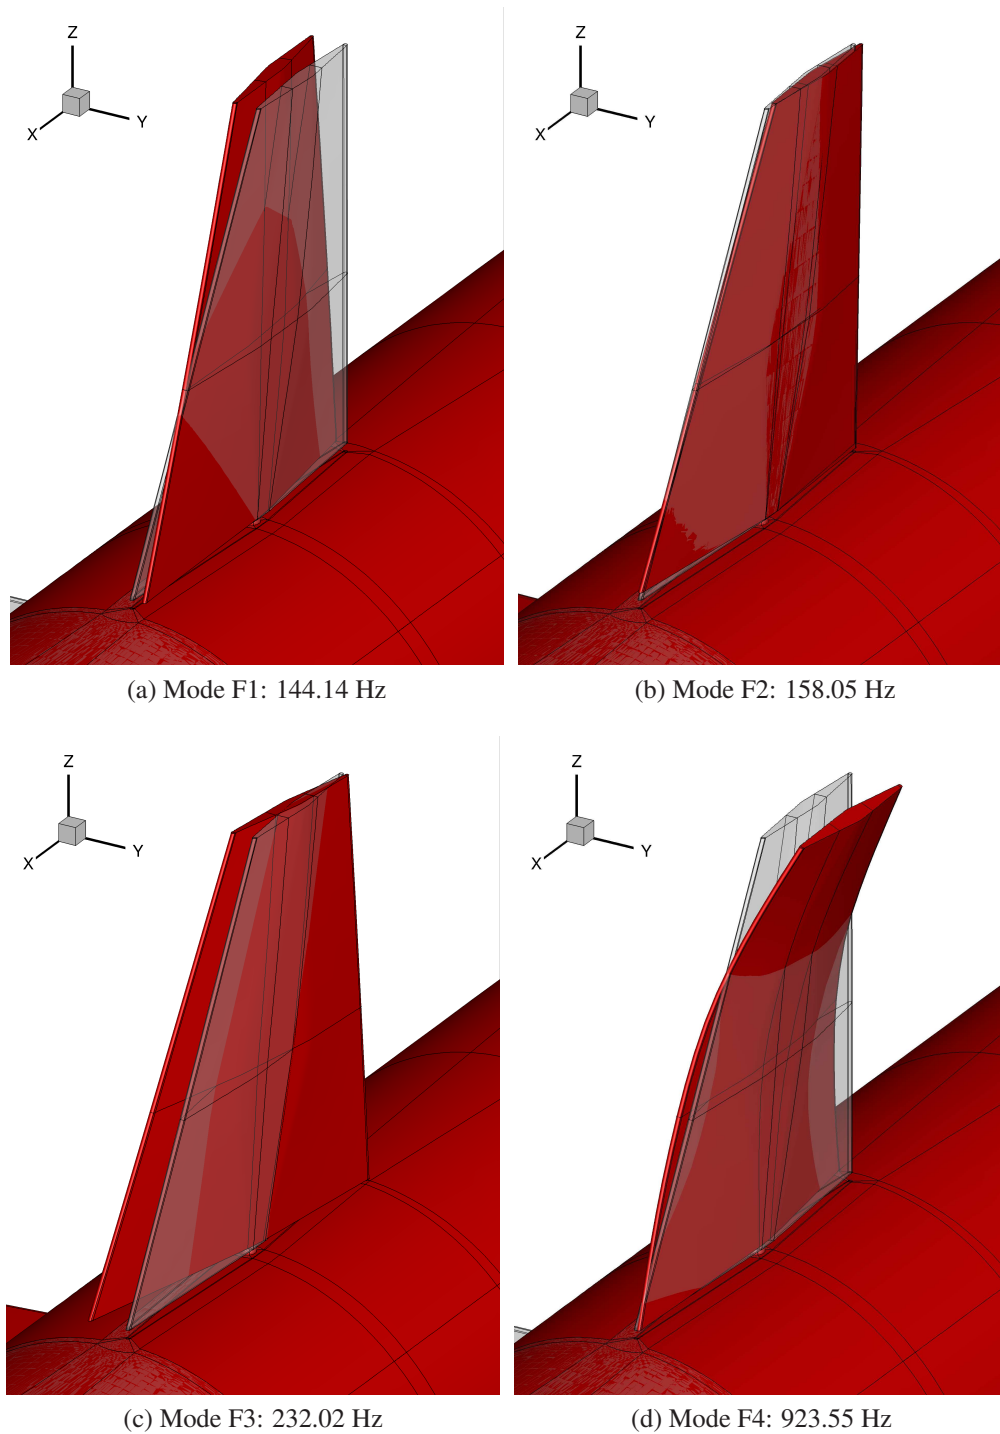 Z
X
Y
Z
X
Y
(a) Mode F1: 144.14 Hz
(b) Mode F2: 158.05 Hz
Z
X
Y
Z
X
Y
(c) Mode F3: 232.02 Hz
(d) Mode F4: 923.55 Hz